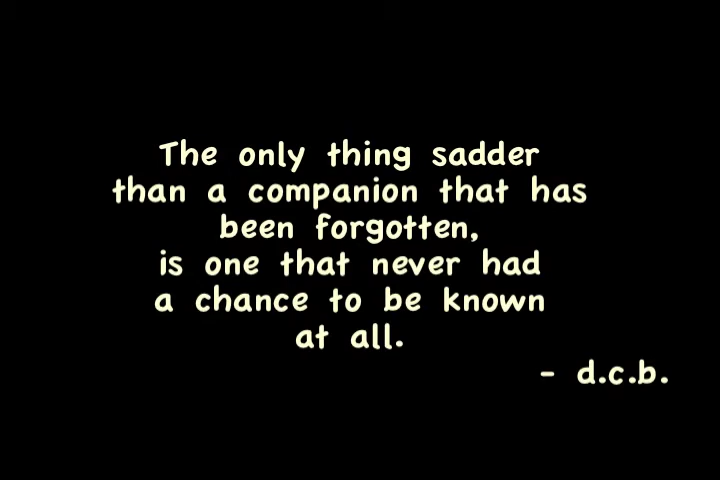 The only thing sadder
than a companion that has
been forgotten,
is one that never had
a chance to be known
at all.
- d.c.b.